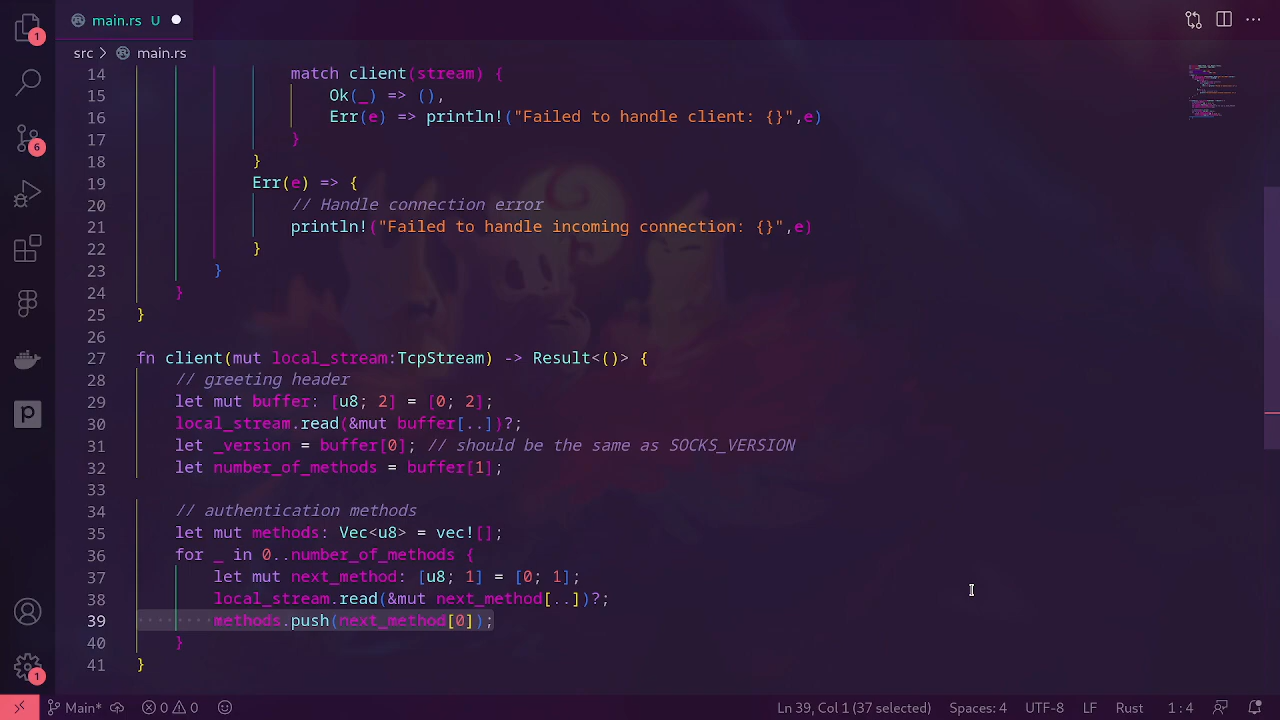 main.rs U
src > main.rs
14 match client(stream) {
15 Ok(_) => (),
16 Err(e) => println!("Failed to handle client: {}",e)
17 }
18 }
19 Err(e) => {
20 // Handle connection error
21 println!("Failed to handle incoming connection: {}",e)
22 }
23 }
24 }
25 }
26
27 fn client(mut local_stream:TcpStream) -> Result<()> {
28 // greeting header
29 let mut buffer: [u8; 2] = [0; 2];
30 local_stream.read(&mut buffer[..])?;
31 let _version = buffer[0]; // should be the same as SOCKS_VERSION
32 let number_of_methods = buffer[1];
33
34 // authentication methods
35 let mut methods: Vec<u8> = vec![];
36 for _ in 0..number_of_methods {
37 let mut next_method: [u8; 1] = [0; 1];
38 local_stream.read(&mut next_method[..])?;
39 methods.push(next_method[0]);
40 }
41 }
1
6
1
Main* 0 0 Ln 39, Col 1 (37 selected) Spaces: 4 UTF-8 LF Rust 1 : 4